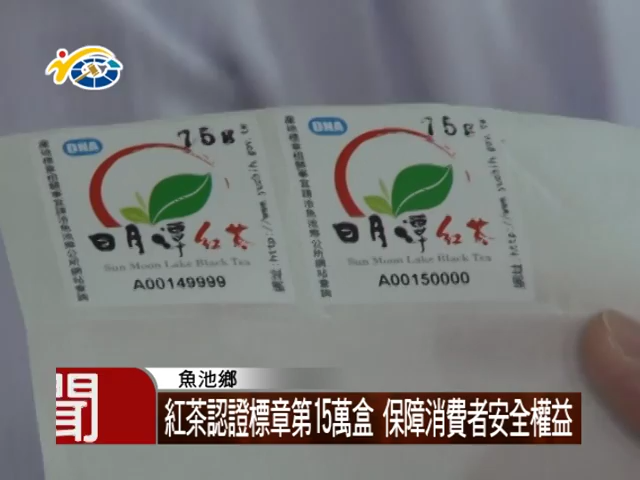 DNA
75g
日月潭紅茶
Sun Moon Lake Black Tea
A00149999
DNA
75g
日月潭紅茶
Sun Moon Lake Black Tea
A00150000
聞
魚池鄉
紅茶認證標章第15萬盒 保障消費者安全權益